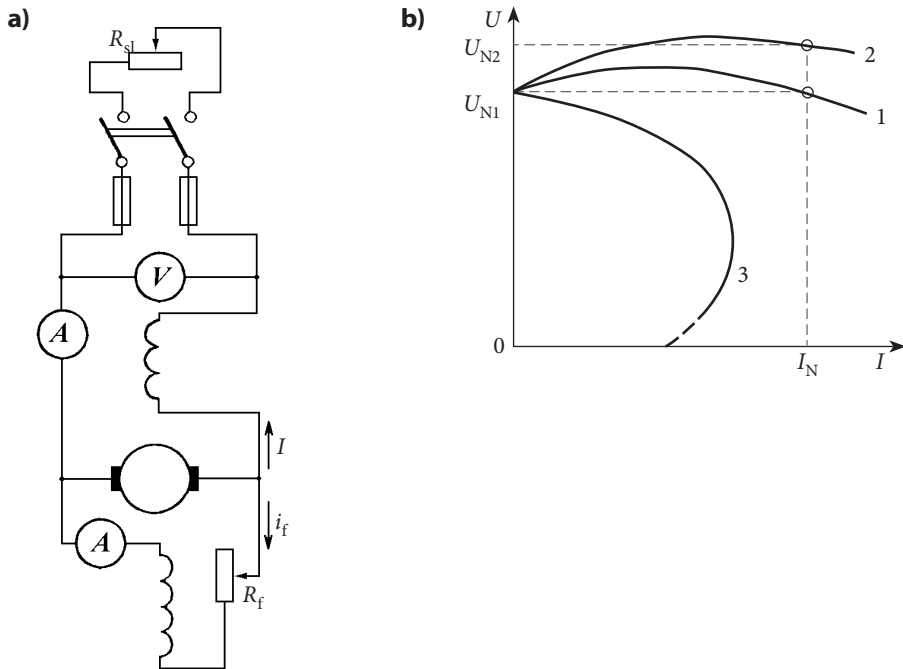 a)
R_sl
V
A
I
i_f
A
R_f
b)
U
U_N2
2
U_N1
1
3
0
I_N
I